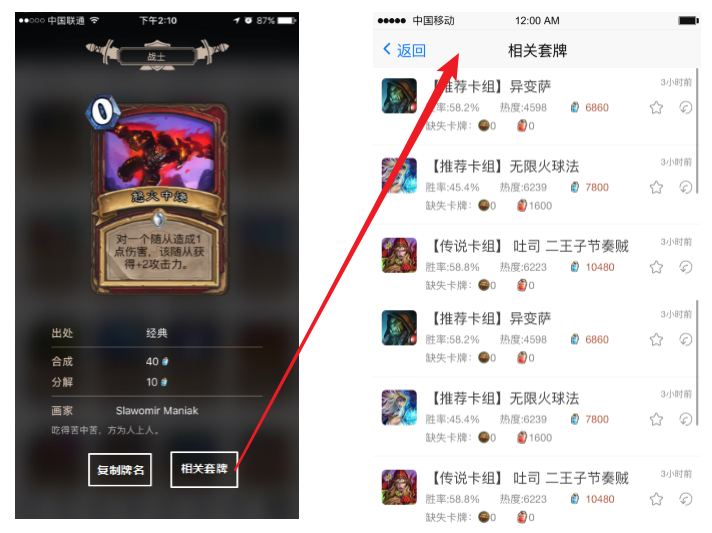 中国联通
下午2:10
87%
战士
0
怒火中烧
对一个随从造成1
点伤害，该随从获
得+2攻击力。
出处 经典
合成 40
分解 10
画家 Slawomir Maniak
吃得苦中苦，方为人上人。
复制牌名 相关套牌
中国移动
12:00 AM
返回 相关套牌
【推荐卡组】异变萨 3小时前
胜率:58.2% 热度:4598 6860
缺失卡牌: 0 0
【推荐卡组】无限火球法 3小时前
胜率:45.4% 热度:6239 7800
缺失卡牌: 0 1600
【传说卡组】 吐司 二王子节奏贼 3小时前
胜率:58.8% 热度:6223 10480
缺失卡牌: 0 0
【推荐卡组】异变萨 3小时前
胜率:58.2% 热度:4598 6860
缺失卡牌: 0 0
【推荐卡组】无限火球法 3小时前
胜率:45.4% 热度:6239 7800
缺失卡牌: 0 1600
【传说卡组】 吐司 二王子节奏贼 3小时前
胜率:58.8% 热度:6223 10480
缺失卡牌: 0 0